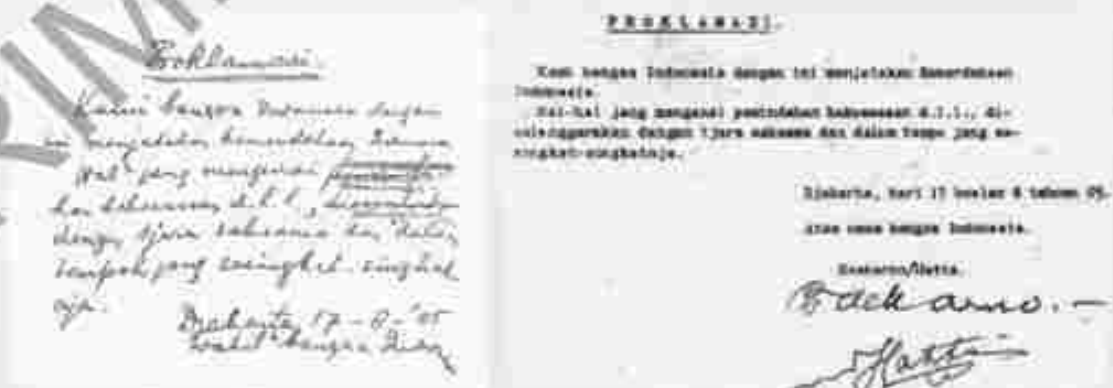 Proklamasi.
Kami bangsa Indonesia dengan
ini menjatakan kemerdekaan Indonesia
Hal² jang mengenai
d.l.l.,
dengan tjara saksama dan dalam
tempoh jang sesingkat-singkat
nja.
Djakarta, 17-8-'05
Wakil² bangsa Indonesia
PROKLAMASI.
Kami bangsa Indonesia dengan ini menjatakan Kemerdekaan
Indonesia.
Hal-hal jang mengenai pemindahan kekoeasaan d.l.l., di-
selenggarakan dengan tjara saksama dan dalam tempo jang se-
singkat-singkatnja.
Djakarta, hari 17 boelan 8 tahoen 05.
Atas nama bangsa Indonesia.
Soekarno/Hatta.
Soekarno.—
Hatta